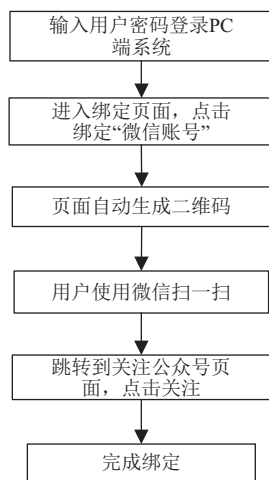 输入用户密码登录PC
端系统
进入绑定页面，点击
绑定“微信账号”
页面自动生成二维码
用户使用微信扫一扫
跳转到关注公众号页
面，点击关注
完成绑定